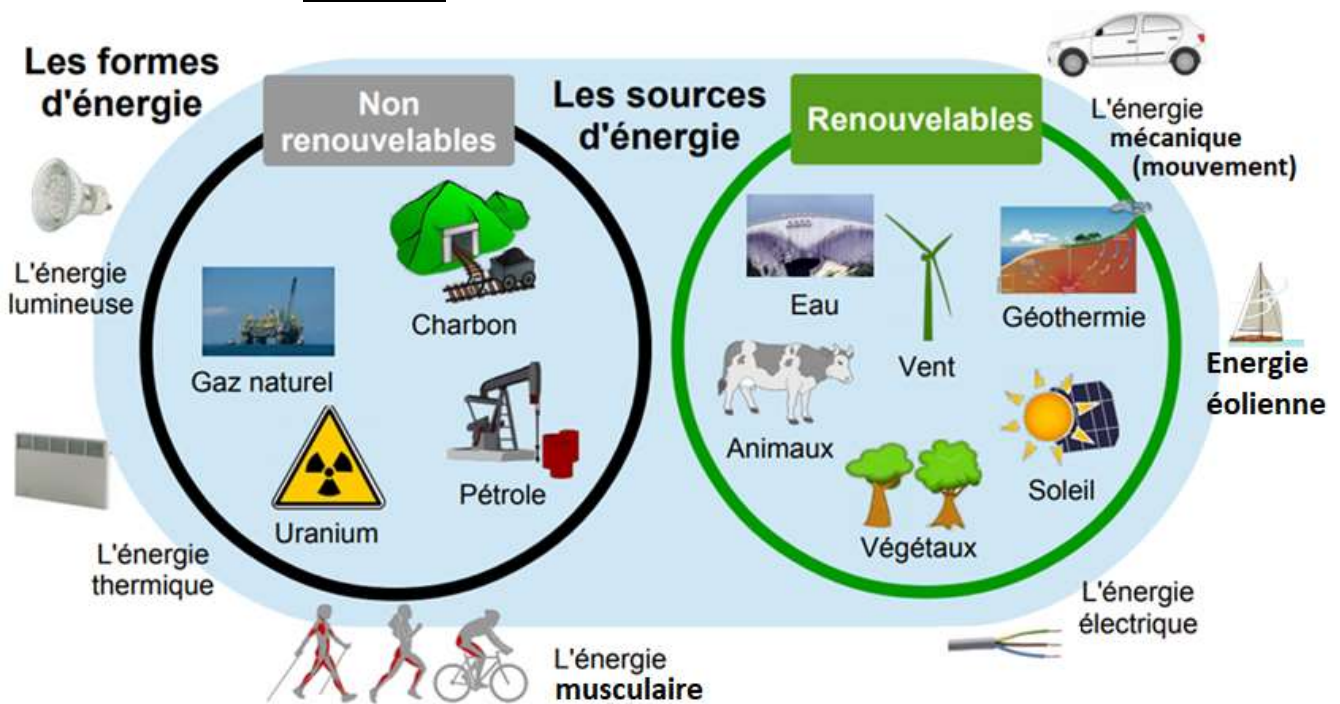 Les formes
d'énergie
Non
renouvelables
Les sources
d'énergie
Renouvelables
L'énergie
mécanique
(mouvement)
L'énergie
lumineuse
Charbon
Gaz naturel
Uranium
Pétrole
Eau
Vent
Géothermie
Animaux
Végétaux
Soleil
Energie
éolienne
L'énergie
thermique
L'énergie
musculaire
L'énergie
électrique